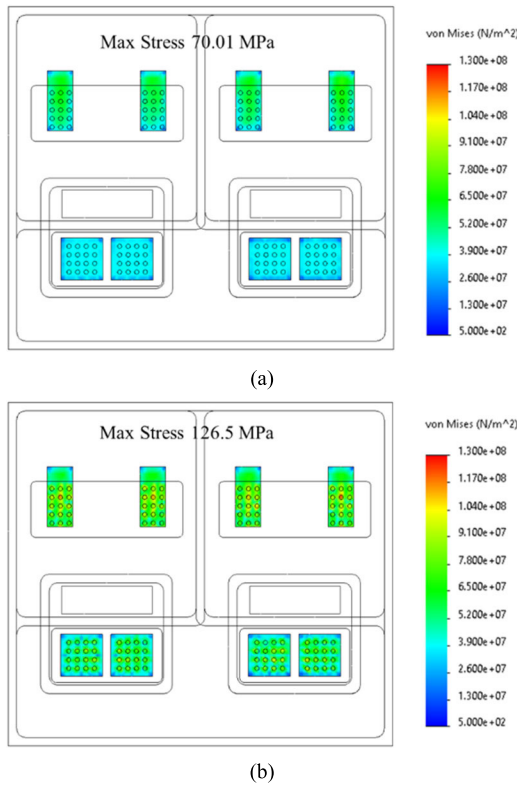 Max Stress 70.01 MPa
von Mises (N/m^2)
1.300e+08
1.170e+08
1.040e+08
9.100e+07
7.800e+07
6.500e+07
5.200e+07
3.900e+07
2.600e+07
1.300e+07
5.000e+02
(a)
Max Stress 126.5 MPa
von Mises (N/m^2)
1.300e+08
1.170e+08
1.040e+08
9.100e+07
7.800e+07
6.500e+07
5.200e+07
3.900e+07
2.600e+07
1.300e+07
5.000e+02
(b)